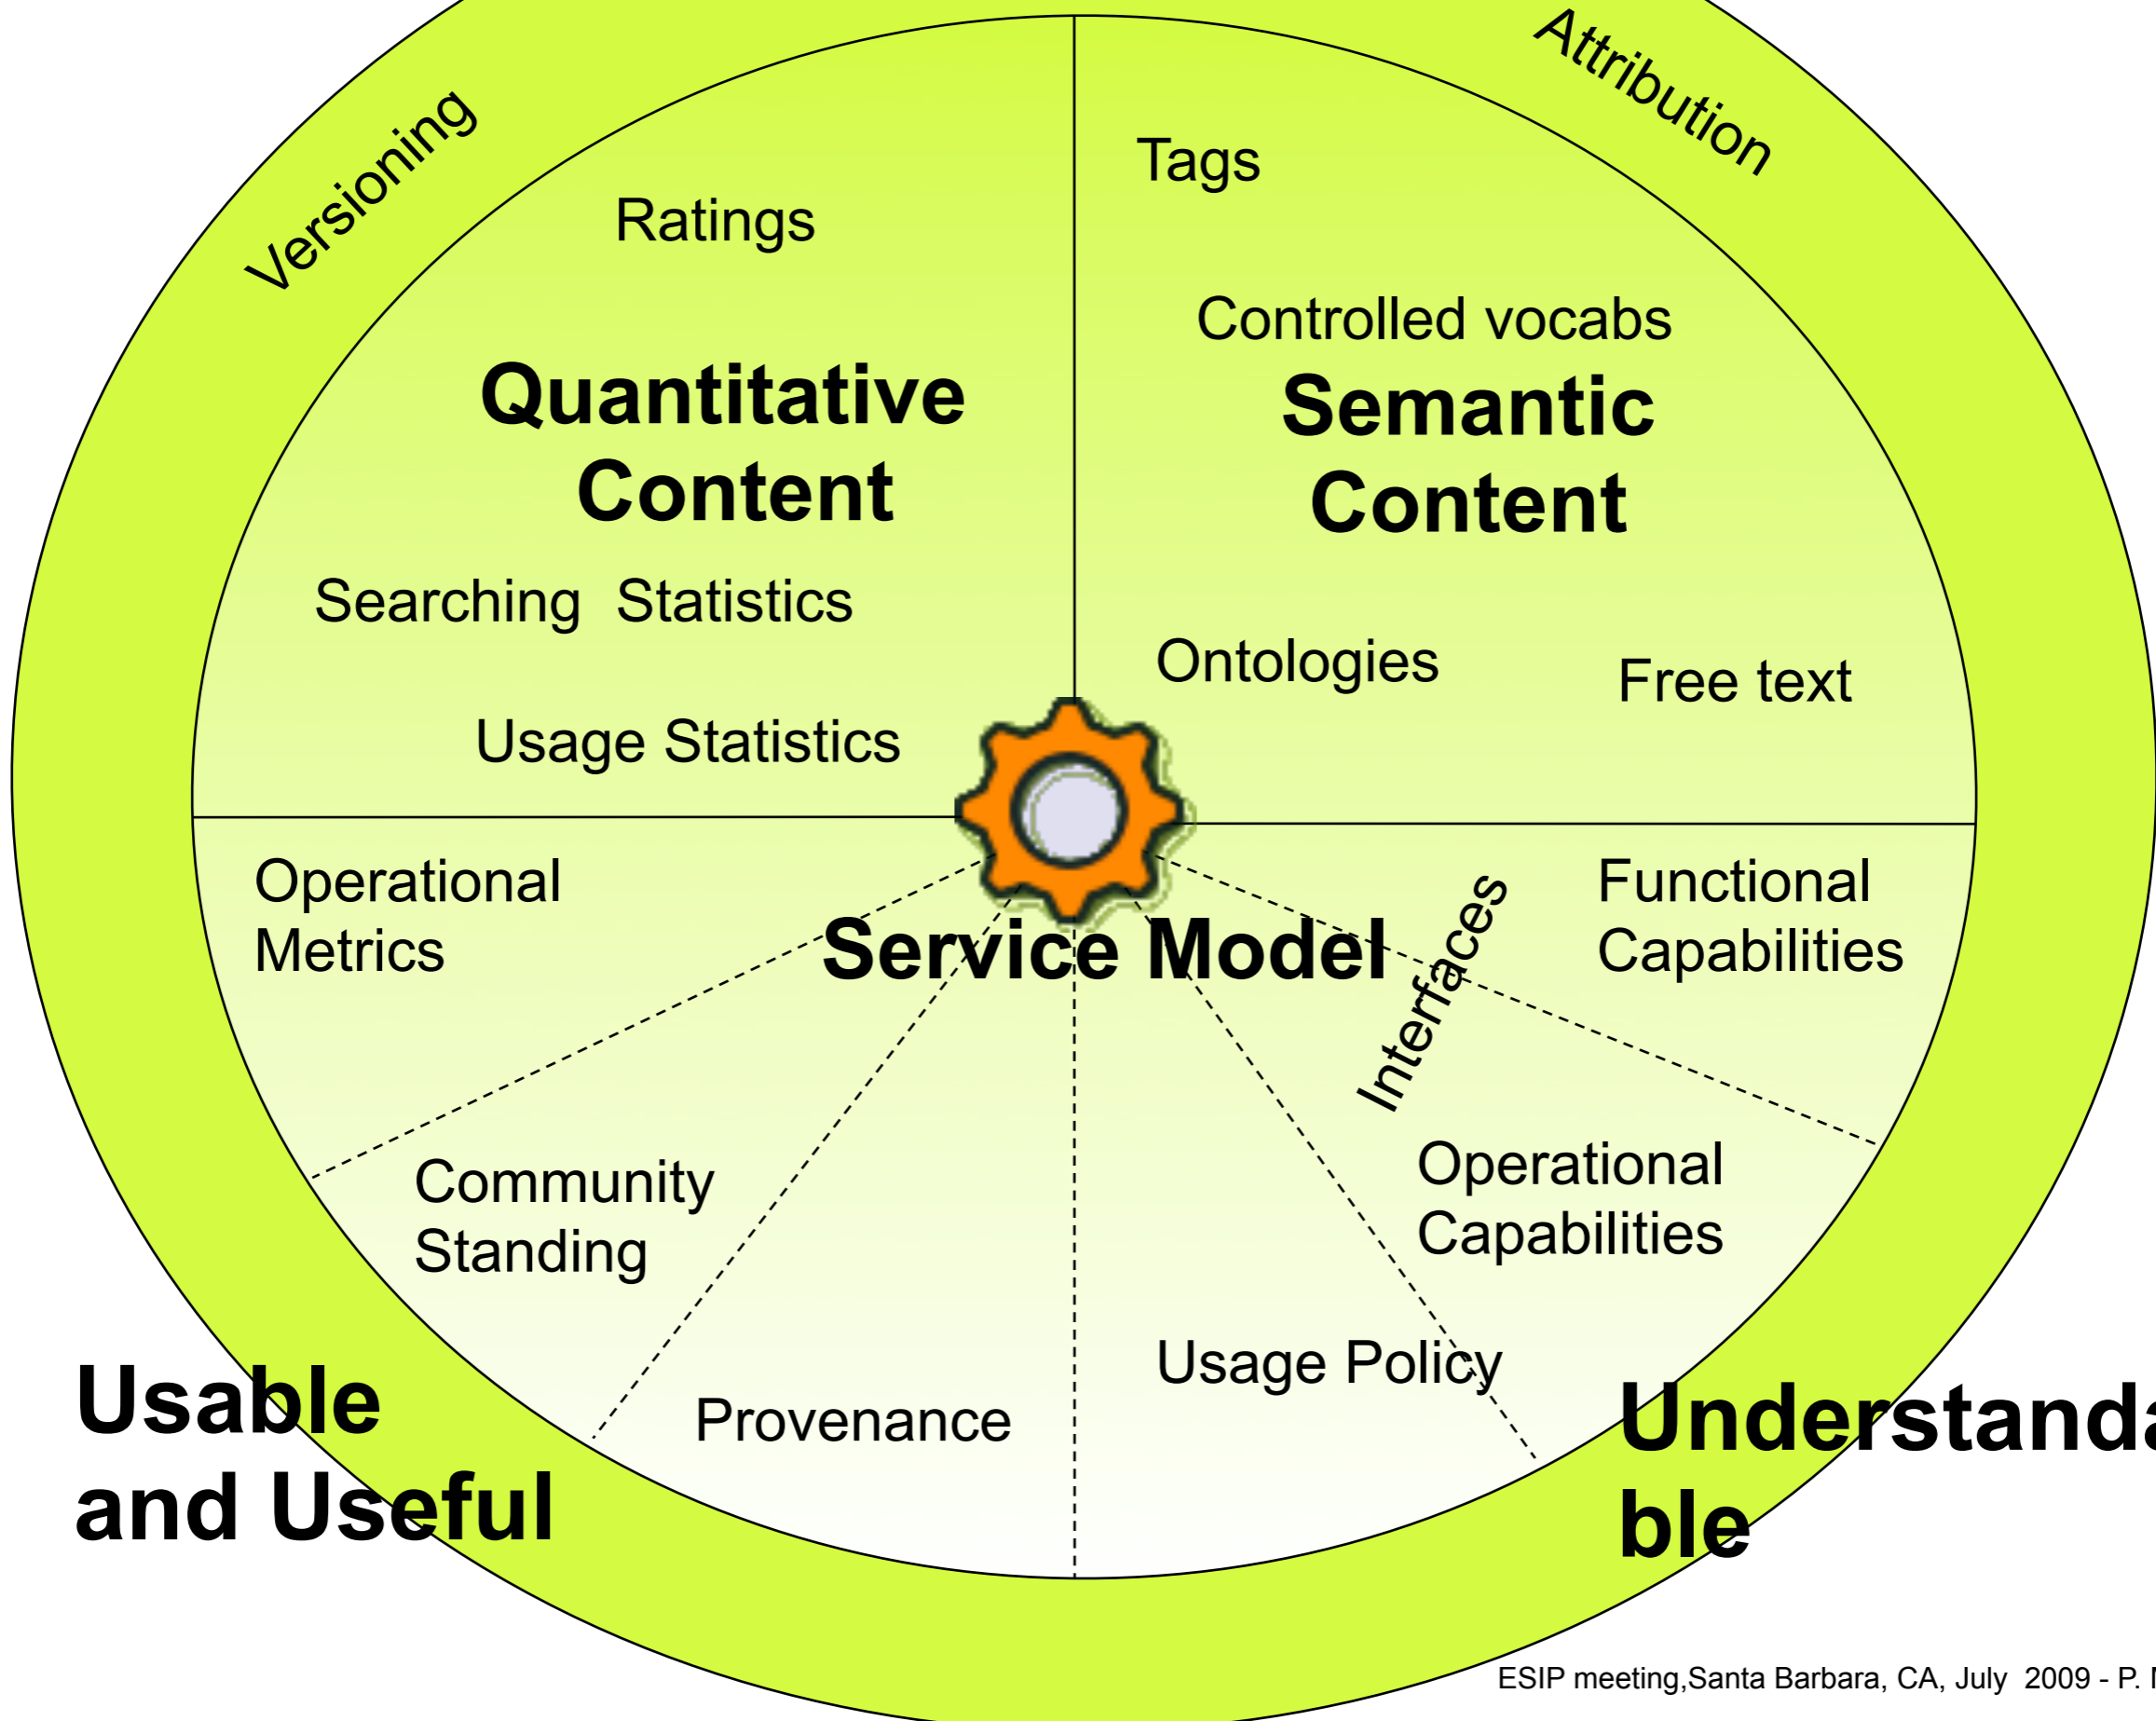 Attribution
Versioning
Tags
Ratings
Controlled vocabs
Quantitative
Content
Semantic
Content
Searching  Statistics
Ontologies
Free text
Usage Statistics
Operational
Metrics
Functional
Capabilities
Interfaces
Service Model
Community
Standing
Operational
Capabilities
Usage Policy
Provenance
Usable
and Useful
Understanda
ble
ESIP meeting,Santa Barbara, CA, July  2009 - P.